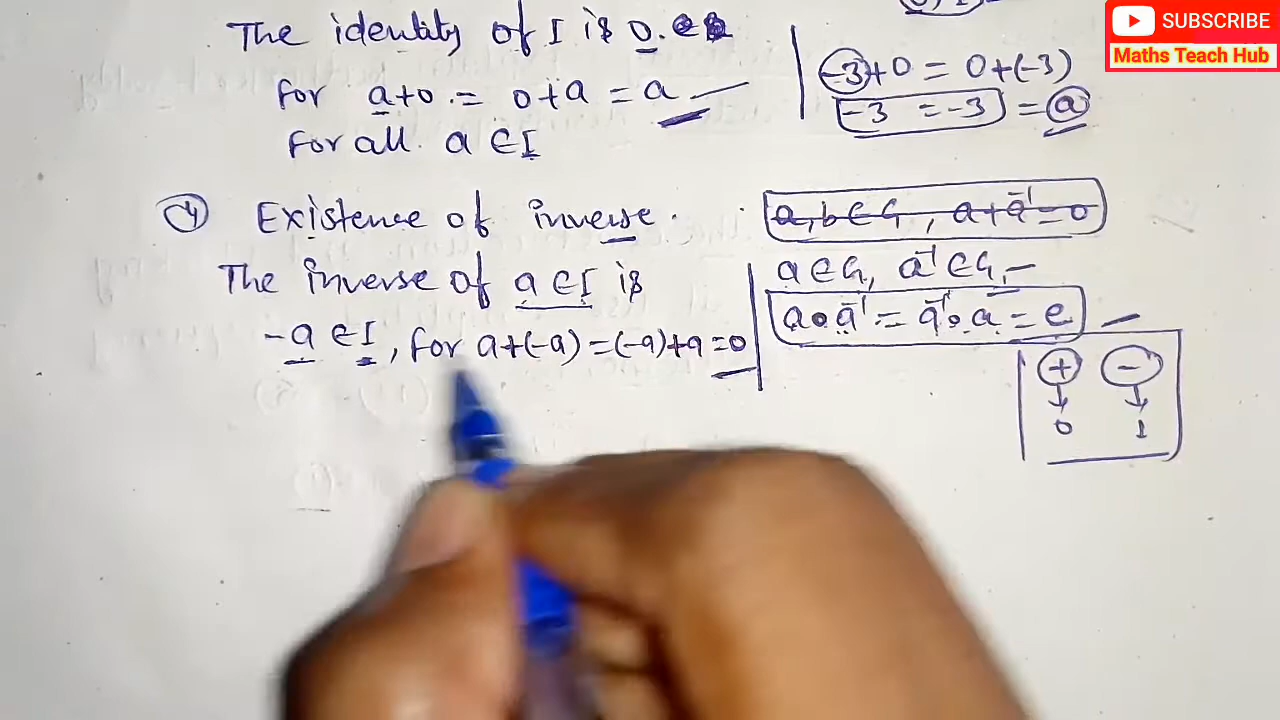 The identity of I is 0.
for a+0 = 0+a = a
for all a ∈ I
-3+0 = 0+(-3)
-3 = -3 = a
④ Existence of inverse.
The inverse of a ∈ I is
-a ∈ I, for a+(-a) = (-a)+a = 0
a, b ∈ G, a+a⁻¹ = 0
a ∈ G, a⁻¹ ∈ G,
a∘a⁻¹ = a⁻¹∘a = e
+ -
↓ ↓
0 1
SUBSCRIBE
Maths Teach Hub